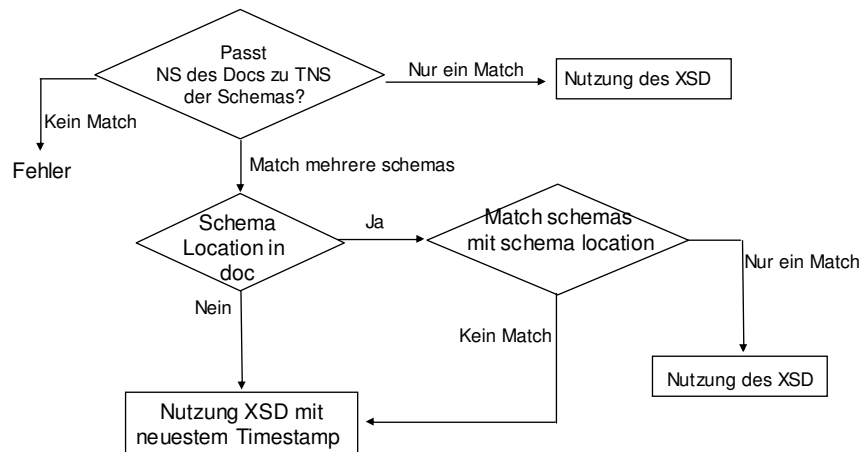 Passt
NS des Docs zu TNS
der Schemas?
Nur ein Match
Nutzung des XSD
Kein Match
Fehler
Match mehrere schemas
Schema
Location in
doc
Ja
Match schemas
mit schema location
Nur ein Match
Nein
Kein Match
Nutzung des XSD
Nutzung XSD mit
neuestem Timestamp